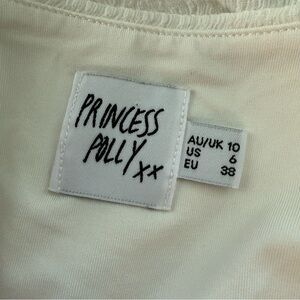 PRINCESS
POLLY xx
AU/UK 10
US 6
EU 38